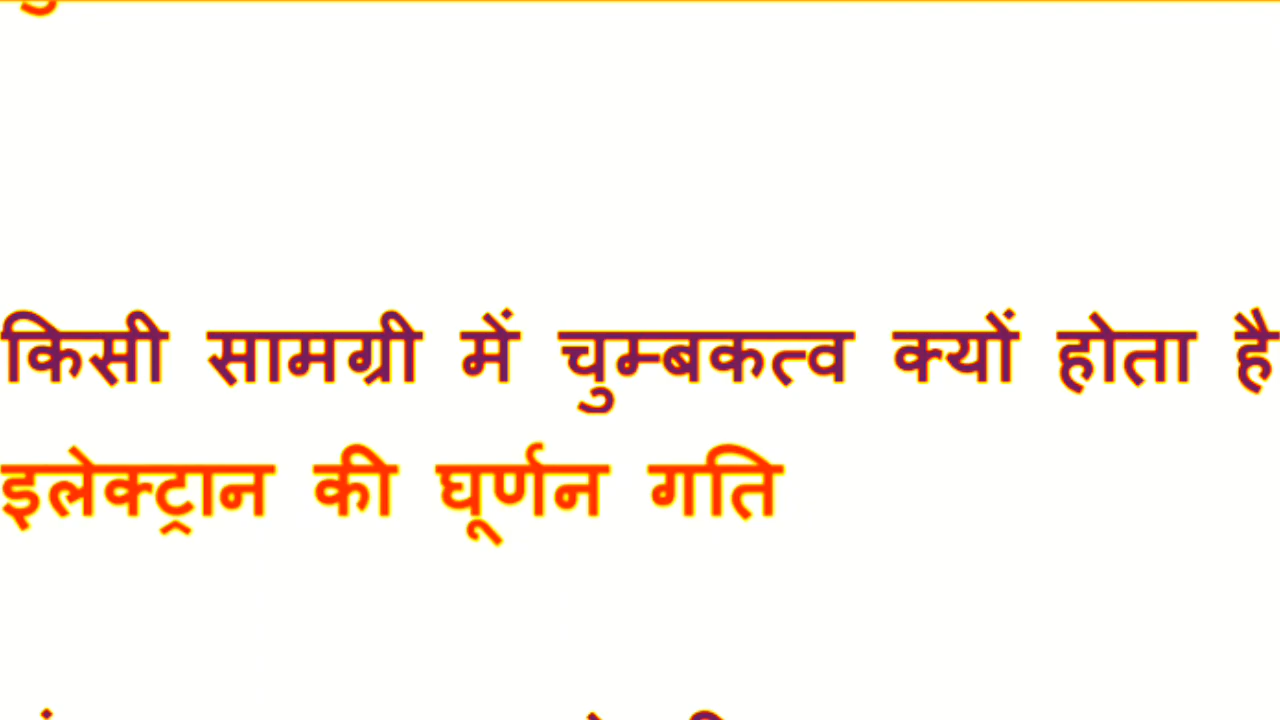 किसी सामग्री में चुम्बकत्व क्यों होता है
इलेक्ट्रान की घूर्णन गति